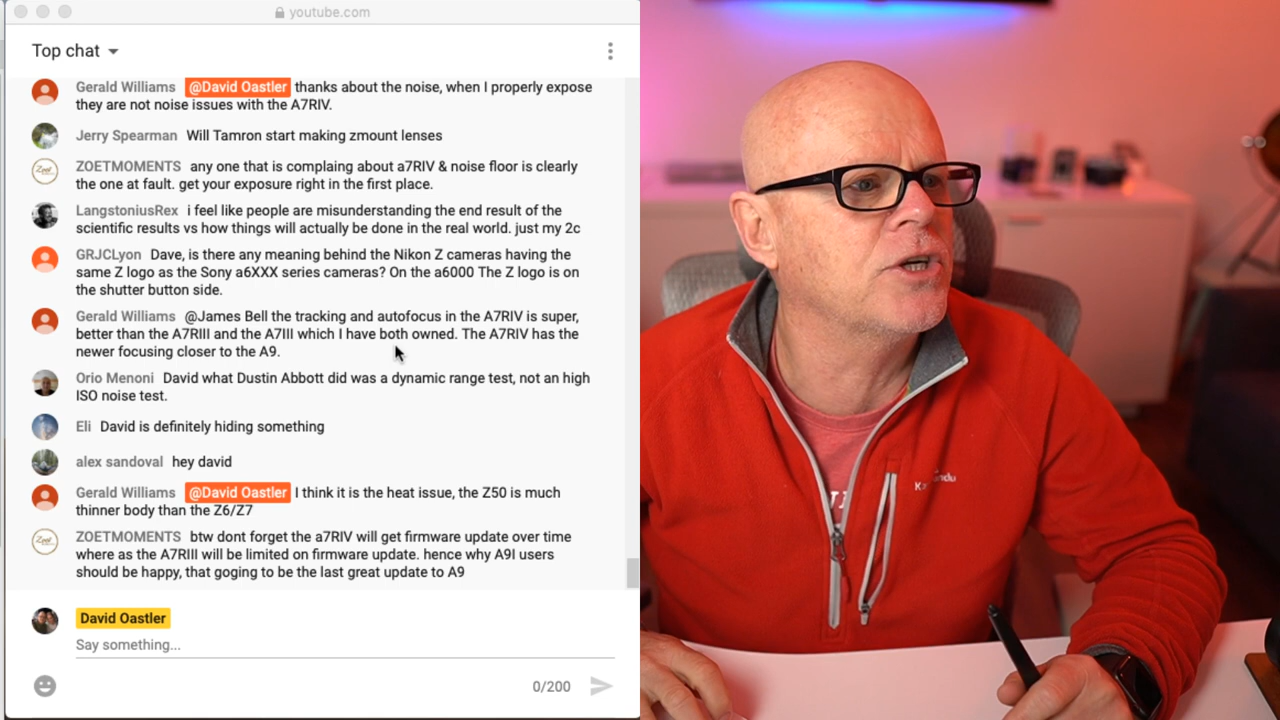 youtube.com
Top chat
Gerald Williams @David Oastler thanks about the noise, when I properly expose
they are not noise issues with the A7RIV.
Jerry Spearman Will Tamron start making zmount lenses
ZOETMOMENTS any one that is complaing about a7RIV & noise floor is clearly
the one at fault. get your exposure right in the first place.
LangstoniusRex i feel like people are misunderstanding the end result of the
scientific results vs how things will actually be done in the real world. just my 2c
GRJCLyon Dave, is there any meaning behind the Nikon Z cameras having the
same Z logo as the Sony a6XXX series cameras? On the a6000 The Z logo is on
the shutter button side.
Gerald Williams @James Bell the tracking and autofocus in the A7RIV is super,
better than the A7RIII and the A7III which I have both owned. The A7RIV has the
newer focusing closer to the A9.
Orio Menoni David what Dustin Abbott did was a dynamic range test, not an high
ISO noise test.
Eli David is definitely hiding something
alex sandoval hey david
Gerald Williams @David Oastler I think it is the heat issue, the Z50 is much
thinner body than the Z6/Z7
ZOETMOMENTS btw dont forget the a7RIV will get firmware update over time
where as the A7RIII will be limited on firmware update. hence why A9I users
should be happy, that goging to be the last great update to A9
David Oastler
Say something...
0/200